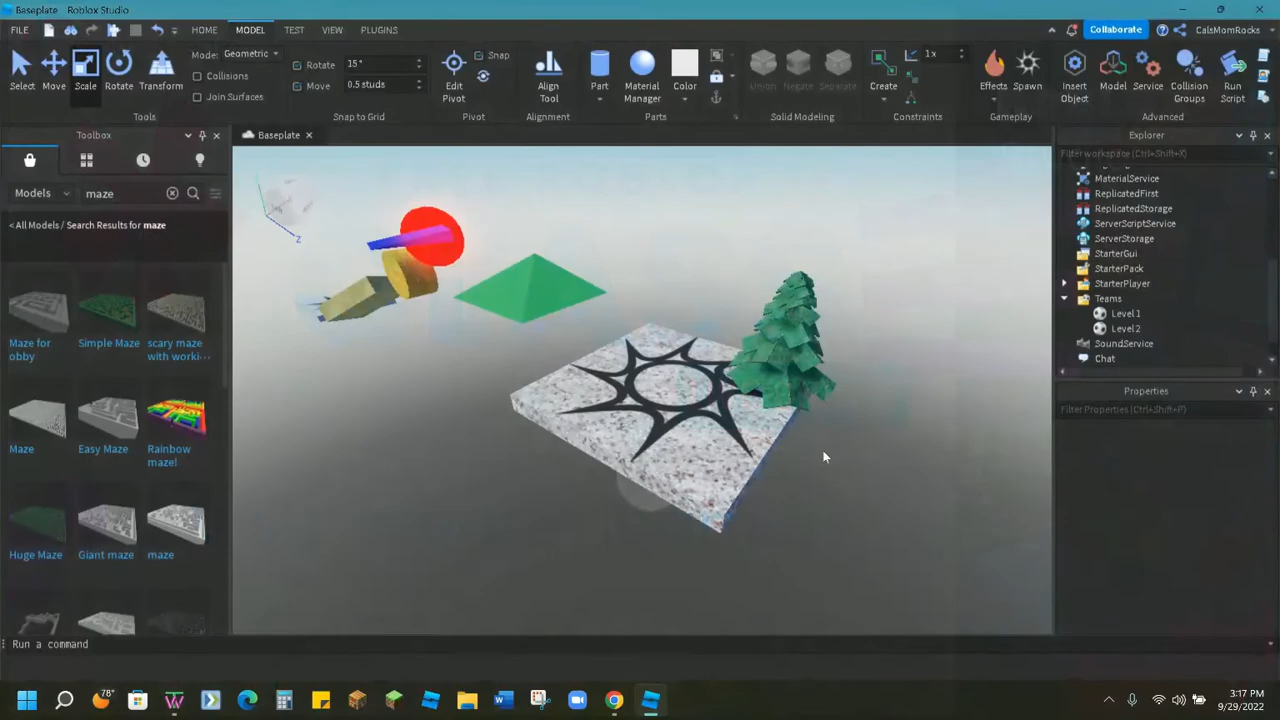 Baseplate - Roblox Studio
FILE HOME MODEL TEST VIEW PLUGINS Collaborate CalsMomRocks
Select Move Scale Rotate Transform
Mode: Geometric
Collisions
Join Surfaces
Tools
Rotate 15°
Move 0.5 studs
Snap to Grid
Edit Pivot
Snap
Pivot
Align Tool
Alignment
Part Material Manager Color
Parts
Union Negate Separate
Solid Modeling
Create 1x
Constraints
Effects Spawn
Gameplay
Insert Object Model Service Collision Groups Run Script
Advanced
Toolbox
Models maze
< All Models / Search Results for maze
Maze for obby
Simple Maze
scary maze with worki...
Maze
Easy Maze
Rainbow maze!
Huge Maze
Giant maze
maze
Baseplate
Z
Explorer
Filter workspace (Ctrl+Shift+X)
MaterialService
ReplicatedFirst
ReplicatedStorage
ServerScriptService
ServerStorage
StarterGui
StarterPack
StarterPlayer
Teams
Level 1
Level 2
SoundService
Chat
Properties
Filter Properties (Ctrl+Shift+P)
Run a command
78°
3:17 PM
9/29/2022